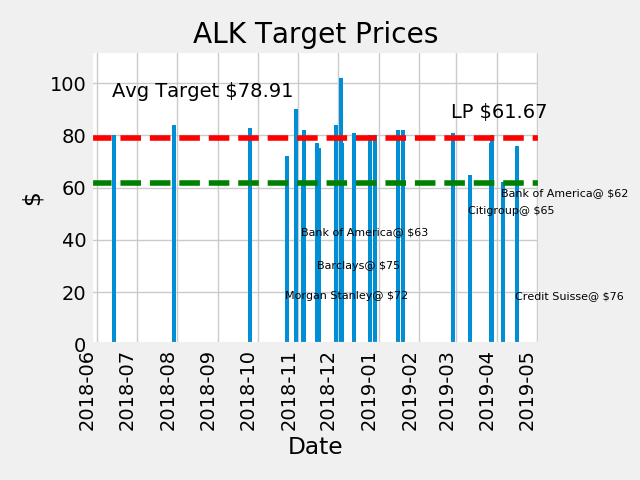 ALK Target Prices
100
80
60
40
20
0
$
Avg Target $78.91
LP $61.67
Bank of America@ $62
Citigroup@ $65
Bank of America@ $63
Barclays@ $75
Morgan Stanley@ $72
Credit Suisse@ $76
2018-06
2018-07
2018-08
2018-09
2018-10
2018-11
2018-12
2019-01
2019-02
2019-03
2019-04
2019-05
Date